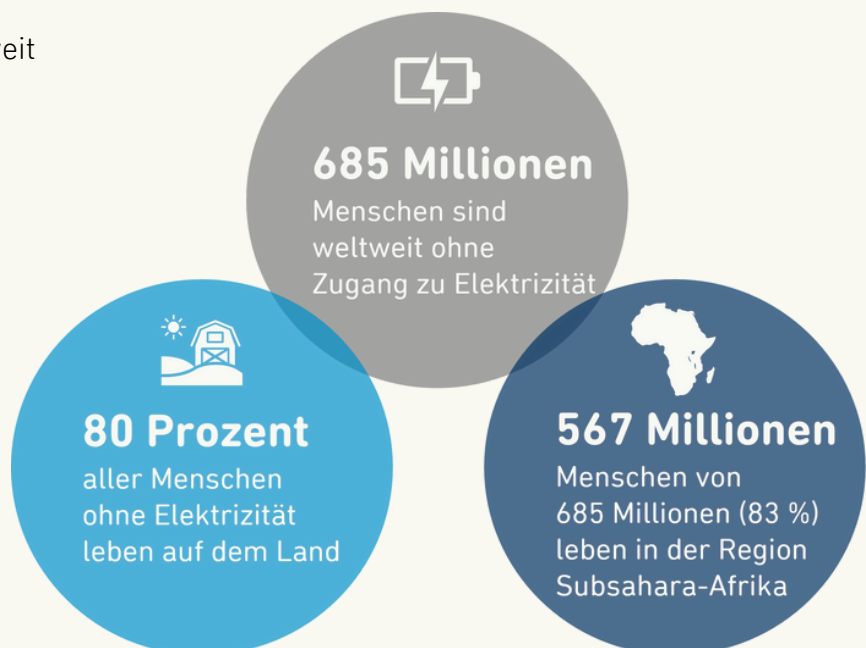 eit
685 Millionen
Menschen sind
weltweit ohne
Zugang zu Elektrizität
80 Prozent
aller Menschen
ohne Elektrizität
leben auf dem Land
567 Millionen
Menschen von
685 Millionen (83 %)
leben in der Region
Subsahara-Afrika